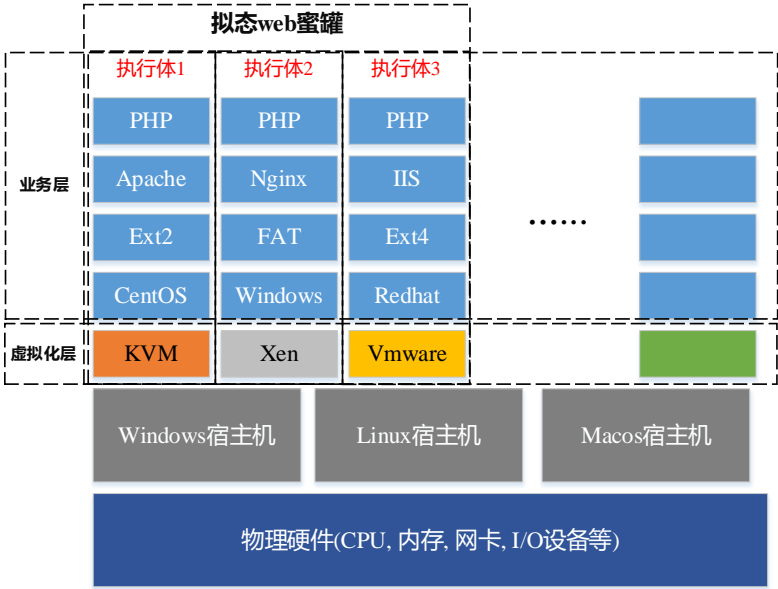 拟态web蜜罐
执行体1 执行体2 执行体3
PHP PHP PHP
业务层
Apache Nginx IIS
Ext2 FAT Ext4
......
CentOS Windows Redhat
虚拟化层
KVM Xen Vmware
Windows宿主机 Linux宿主机 Macos宿主机
物理硬件(CPU, 内存, 网卡, I/O设备等)